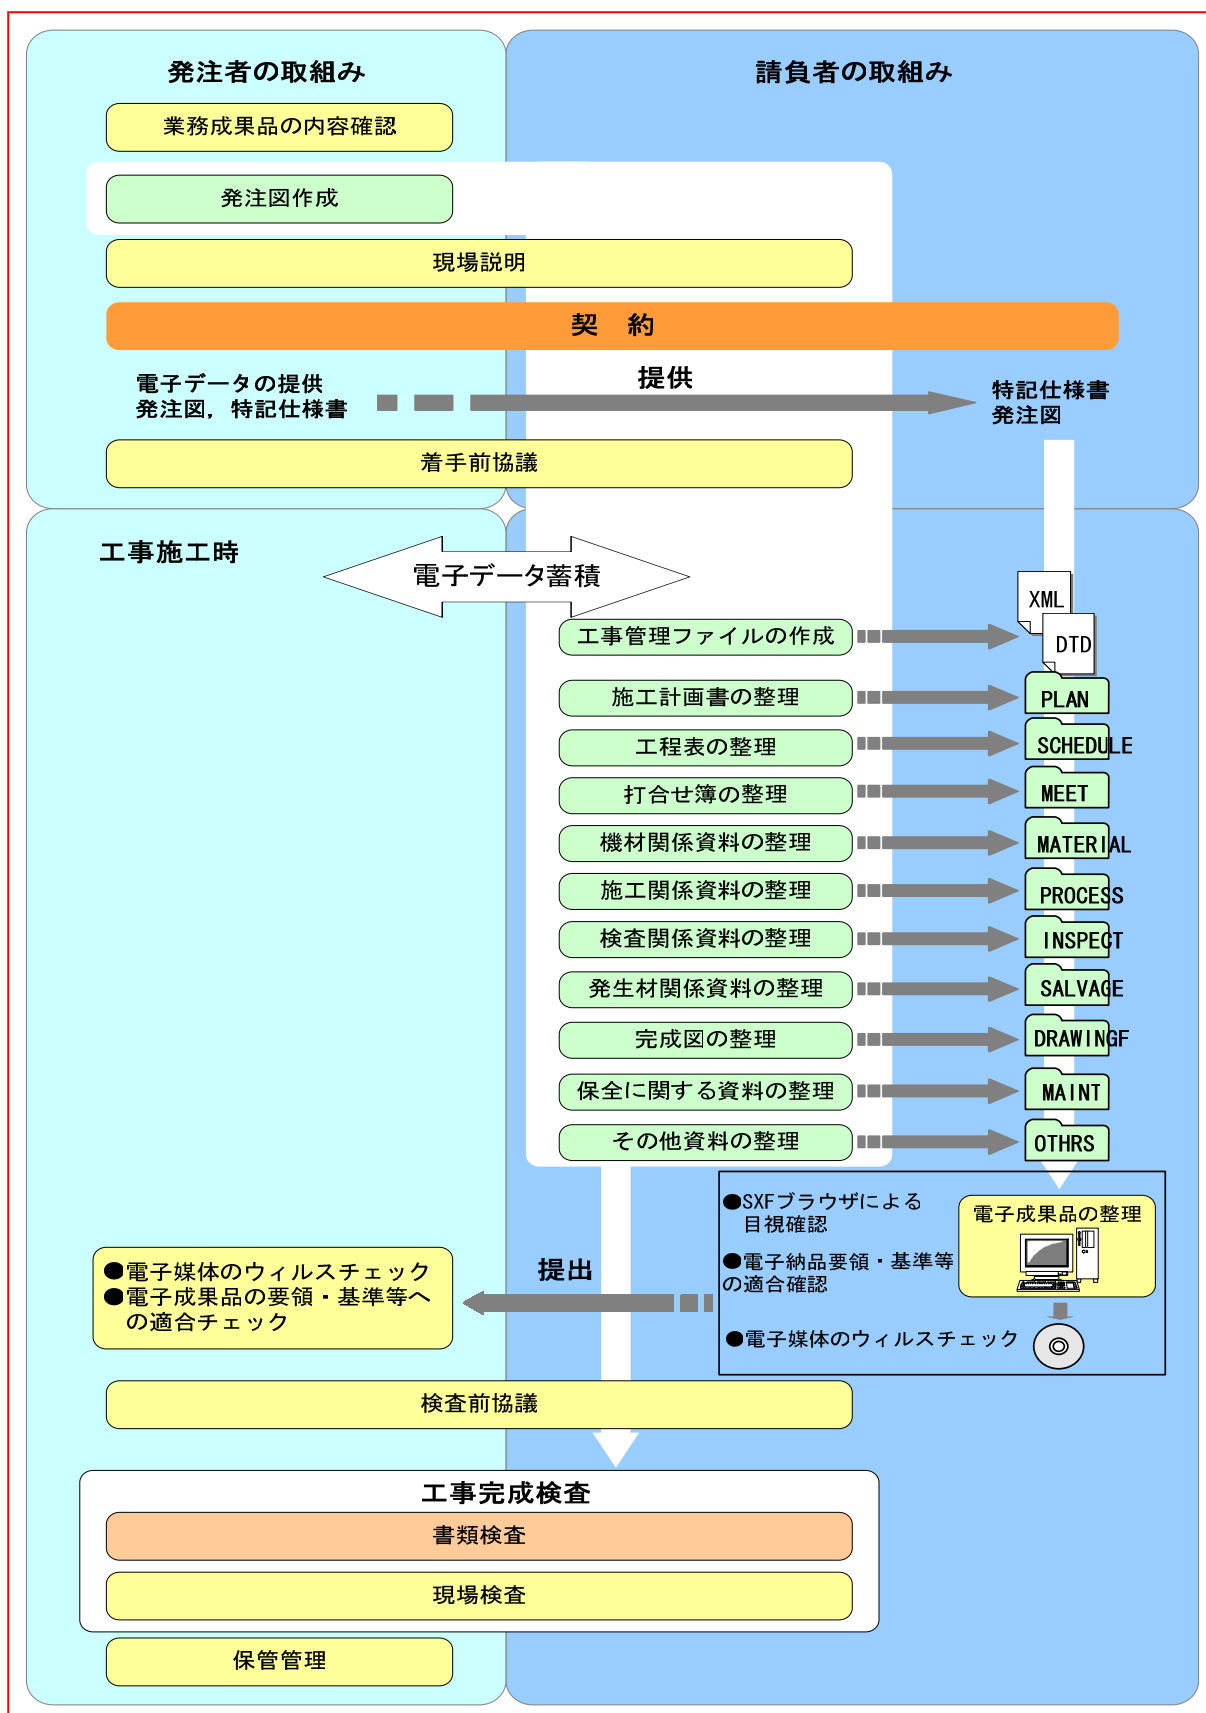 発注者の取組み
請負者の取組み
業務成果品の内容確認
発注図作成
現場説明
契　約
電子データの提供
発注図，特記仕様書
提供
特記仕様書
発注図
着手前協議
工事施工時
電子データ蓄積
XML
DTD
工事管理ファイルの作成
施工計画書の整理
PLAN
工程表の整理
SCHEDULE
打合せ簿の整理
MEET
機材関係資料の整理
MATERIAL
施工関係資料の整理
PROCESS
検査関係資料の整理
INSPECT
発生材関係資料の整理
SALVAGE
完成図の整理
DRAWINGF
保全に関する資料の整理
MAINT
その他資料の整理
OTHRS
●SXFブラウザによる
目視確認
●電子納品要領・基準等
の適合確認
●電子媒体のウィルスチェック
電子成果品の整理
提出
●電子媒体のウィルスチェック
●電子成果品の要領・基準等へ
の適合チェック
検査前協議
工事完成検査
書類検査
現場検査
保管管理